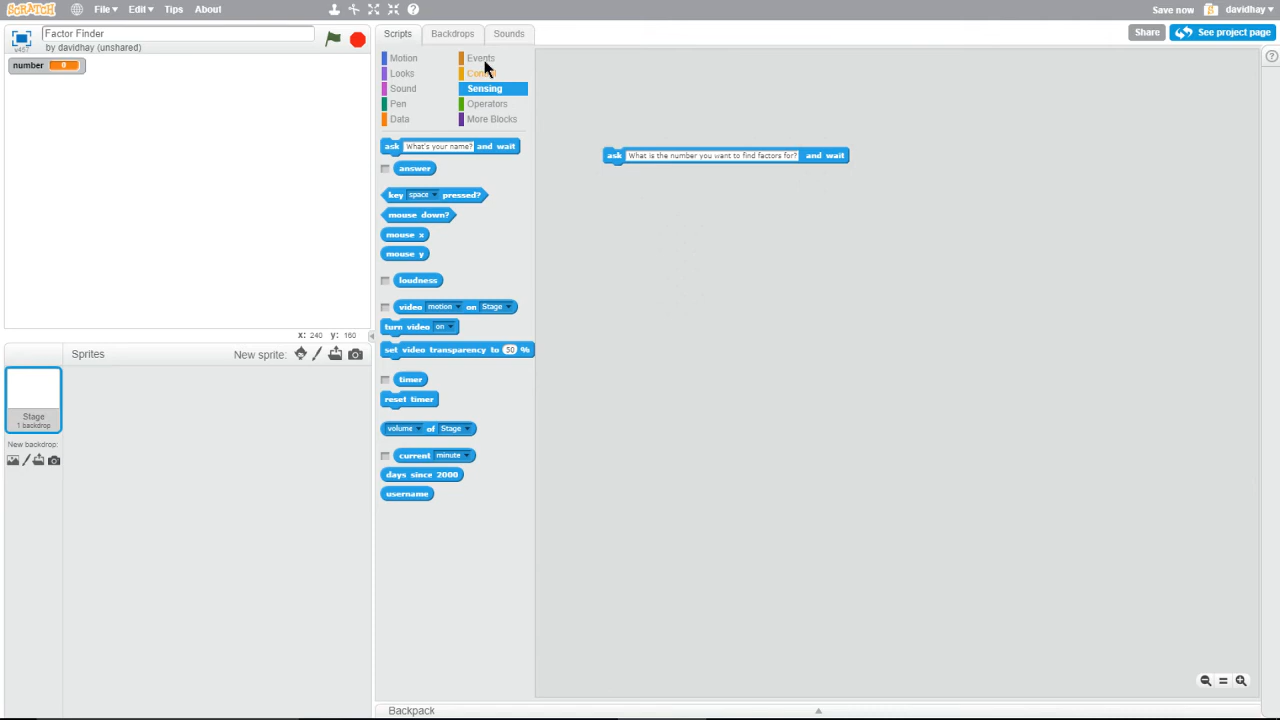 SCRATCH File Edit Tips About Save now davidhay
Factor Finder
by davidhay (unshared)
v457
number 0
X: 240 y: 160
Sprites New sprite:
Stage
1 backdrop
New backdrop:
Scripts Backdrops Sounds
Share See project page
Motion Events
Looks
Sound Sensing
Pen Operators
Data More Blocks
ask What's your name? and wait
answer
key space pressed?
mouse down?
mouse x
mouse y
loudness
video motion on Stage
turn video on
set video transparency to 50 %
timer
reset timer
volume of Stage
current minute
days since 2000
username
ask What is the number you want to find factors for? and wait
Backpack